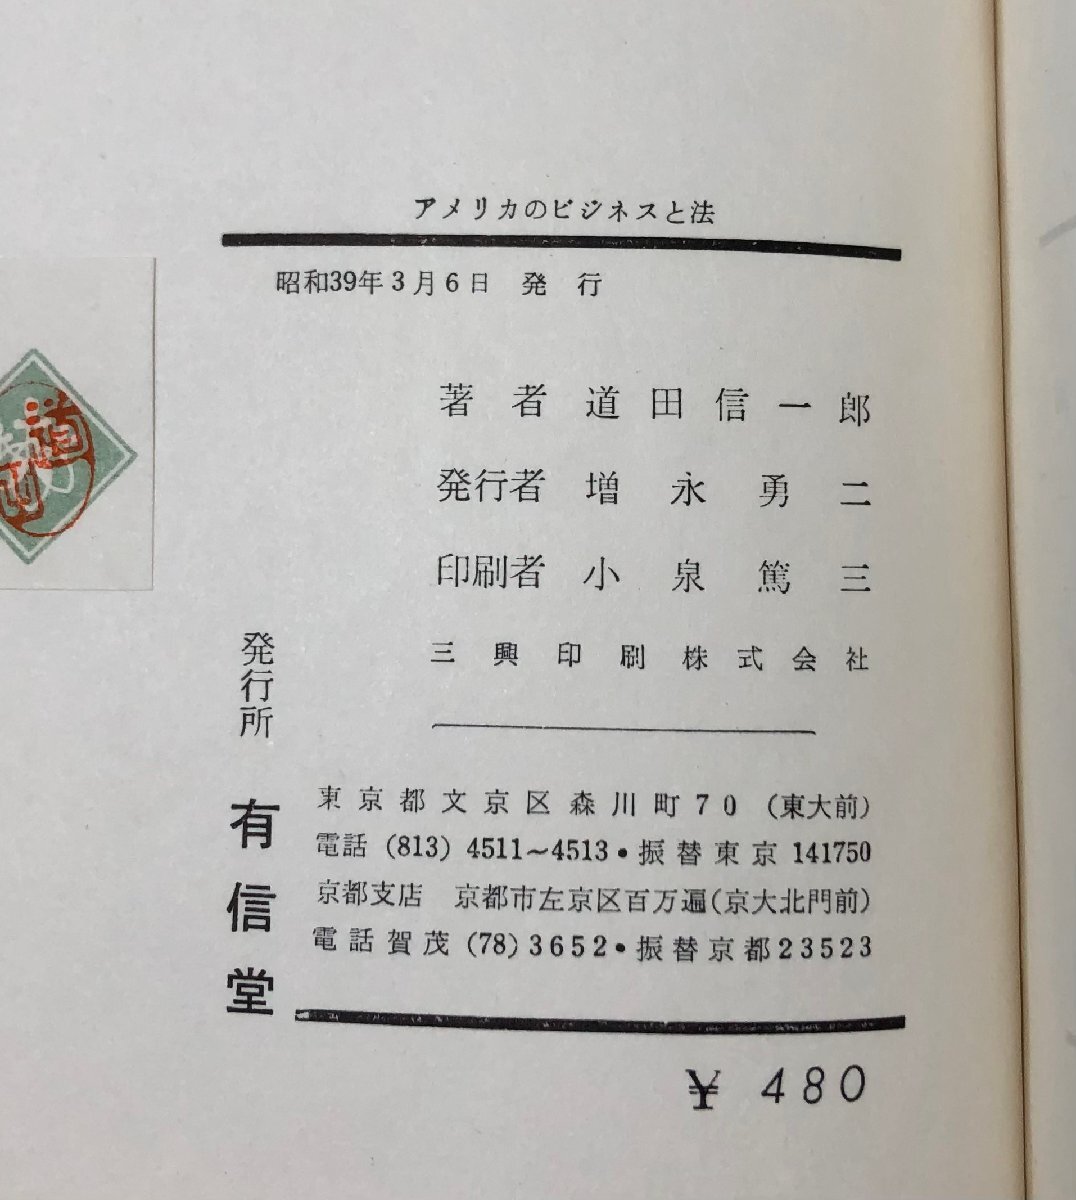 アメリカのビジネスと法
昭和39年3月6日 発行
著者 道田信一郎
発行者 増永勇二
印刷者 小泉篤三
三興印刷株式会社
発行所 有信堂
東京都文京区森川町70 (東大前)
電話 (813) 4511~4513・振替東京 141750
京都支店 京都市左京区百万遍(京大北門前)
電話賀茂 (78) 3652・振替京都23523
¥ 480
道田